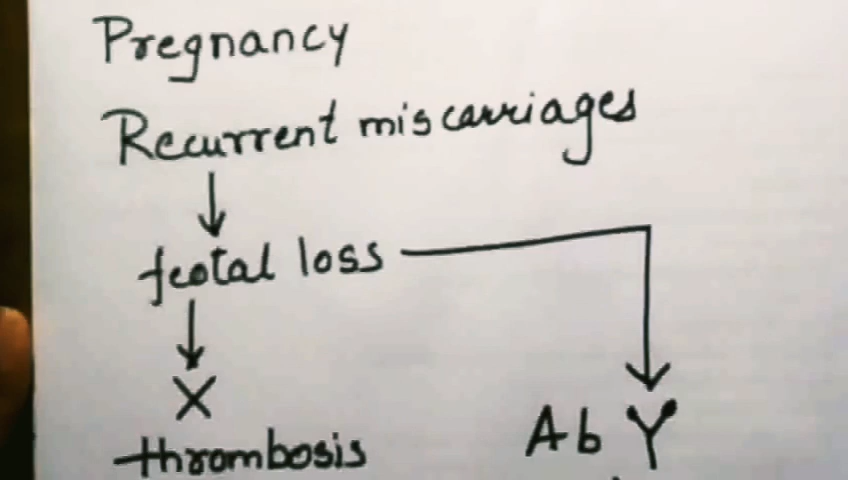 Pregnancy
Recurrent miscarriages
feotal loss
X
thrombosis
Ab